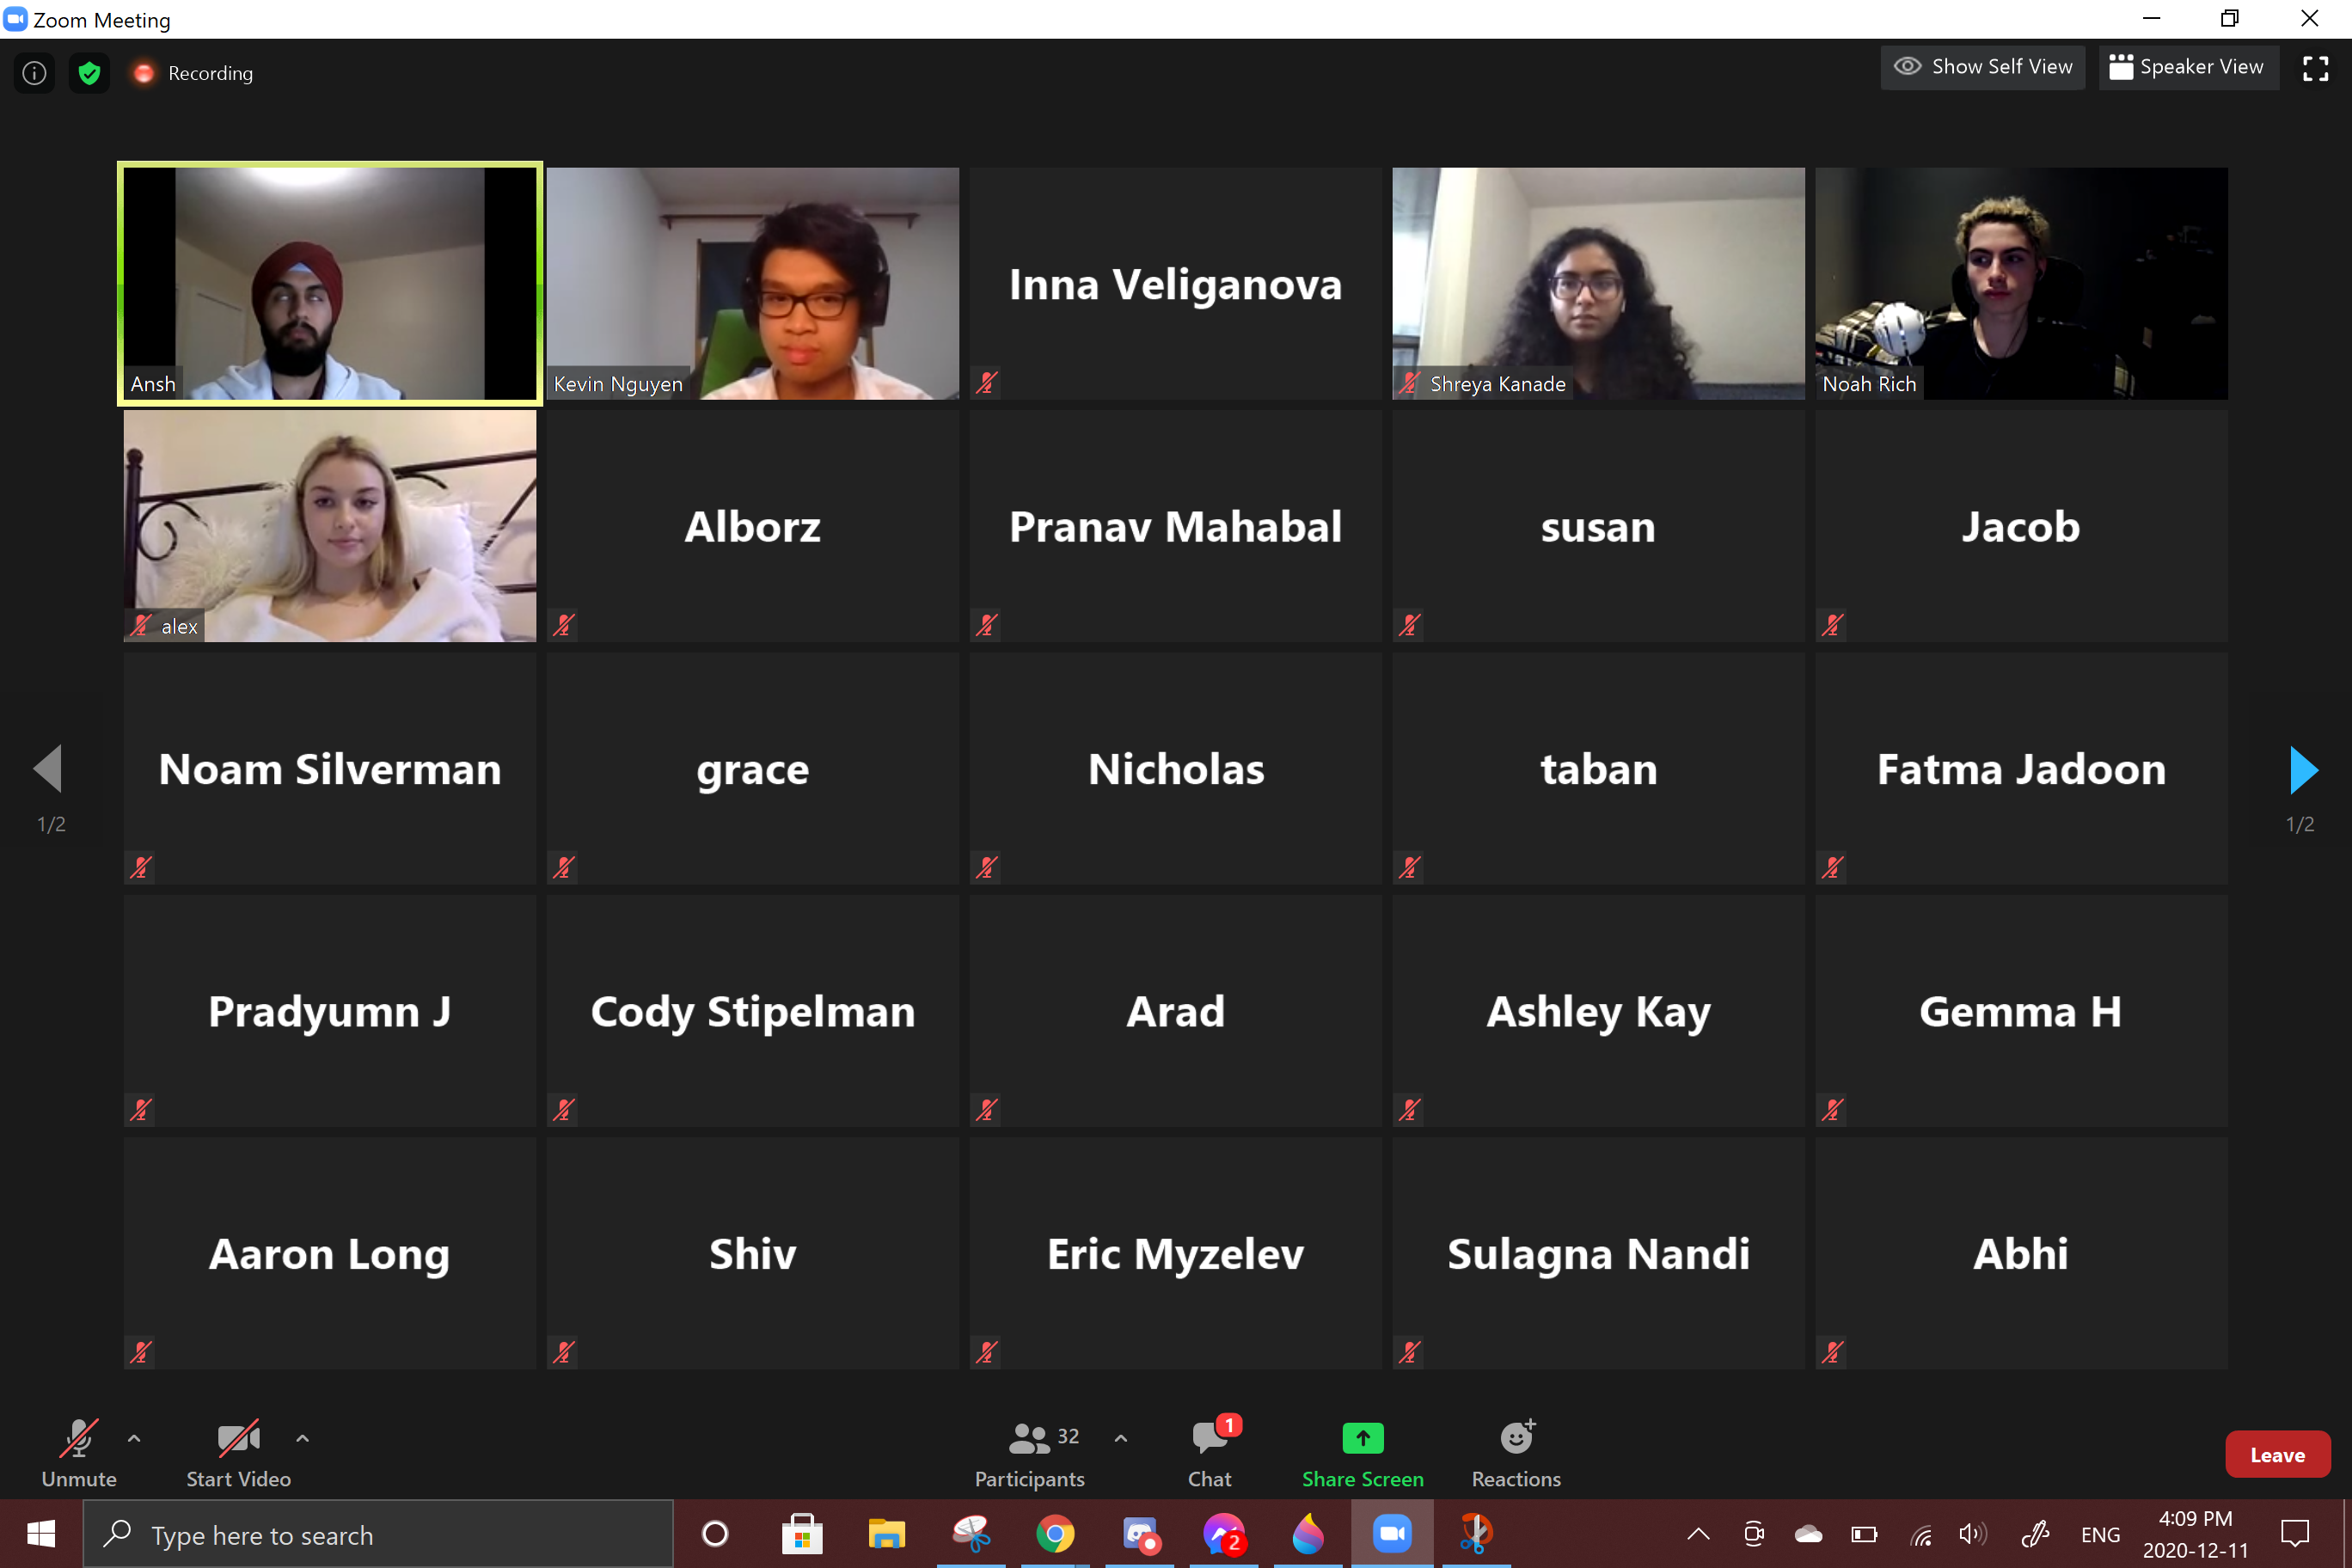 Zoom Meeting
Recording
Show Self View
Speaker View
Ansh
Kevin Nguyen
Inna Veliganova
Shreya Kanade
Noah Rich
alex
Alborz
Pranav Mahabal
susan
Jacob
Noam Silverman
grace
Nicholas
taban
Fatma Jadoon
1/2
1/2
Pradyumn J
Cody Stipelman
Arad
Ashley Kay
Gemma H
Aaron Long
Shiv
Eric Myzelev
Sulagna Nandi
Abhi
Unmute
Start Video
32
Participants
1
Chat
Share Screen
Reactions
Leave
Type here to search
2
ENG
4:09 PM
2020-12-11